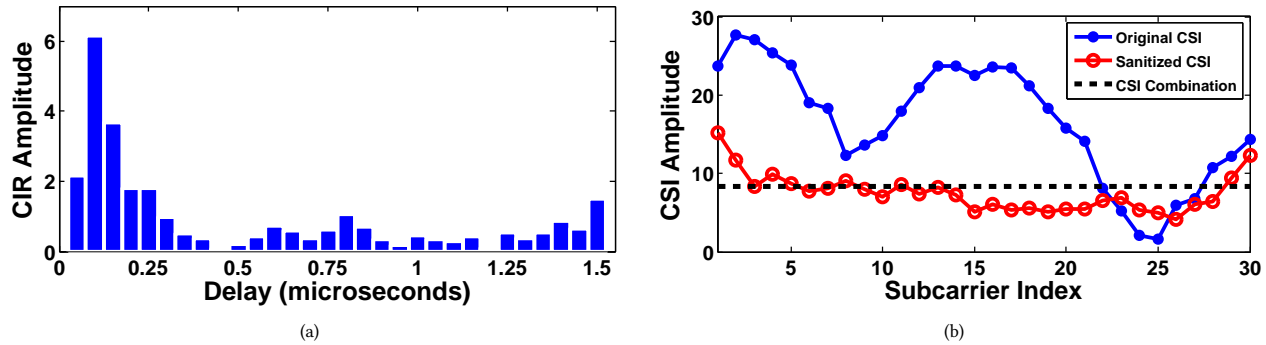 CIR Amplitude
6
4
2
0
0
0.25
0.5
0.75
1
1.25
1.5
Delay (microseconds)
(a)
CSI Amplitude
30
20
10
0
5
10
15
20
25
30
Subcarrier Index
Original CSI
Sanitized CSI
CSI Combination
(b)